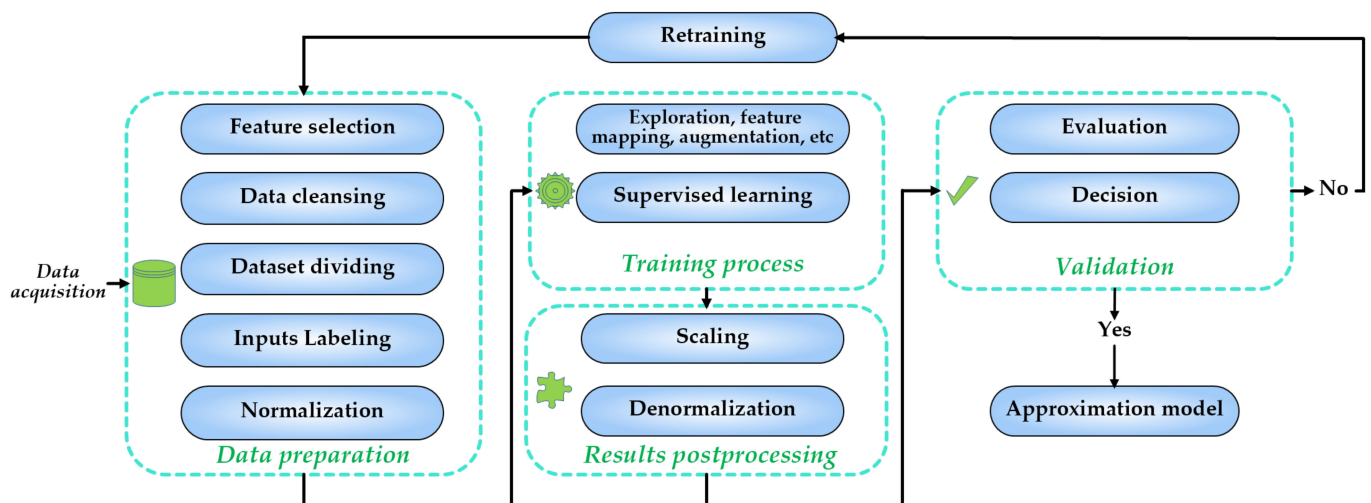 Retraining
Data
acquisition
Feature selection
Data cleansing
Dataset dividing
Inputs Labeling
Normalization
Data preparation
Exploration, feature
mapping, augmentation, etc
Supervised learning
Training process
Scaling
Denormalization
Results postprocessing
Evaluation
Decision
Validation
No
Yes
Approximation model